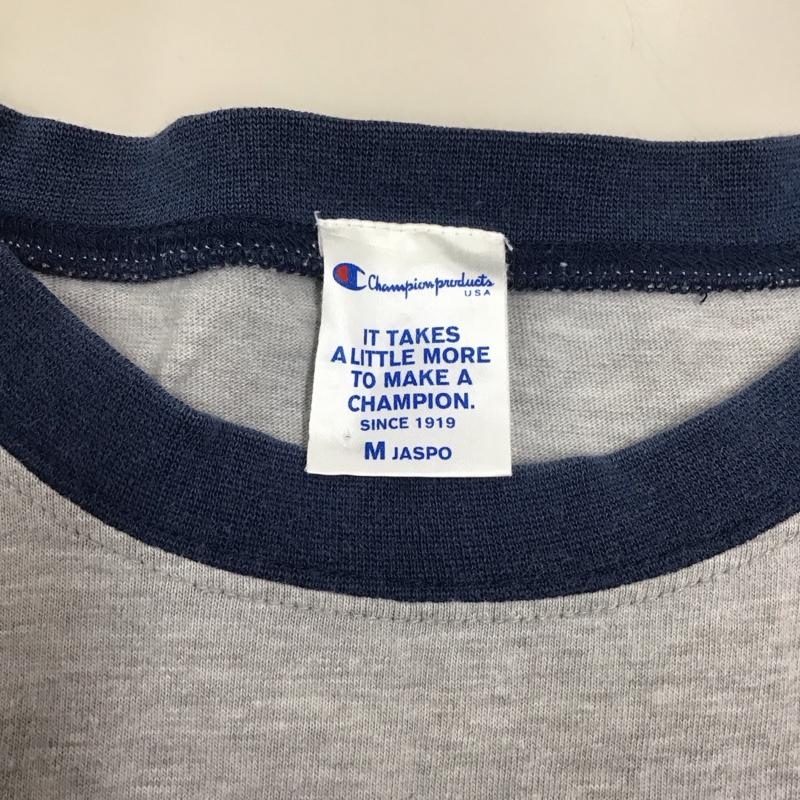 Champion products
USA
IT TAKES
A LITTLE MORE
TO MAKE A
CHAMPION.
SINCE 1919
M JASPO